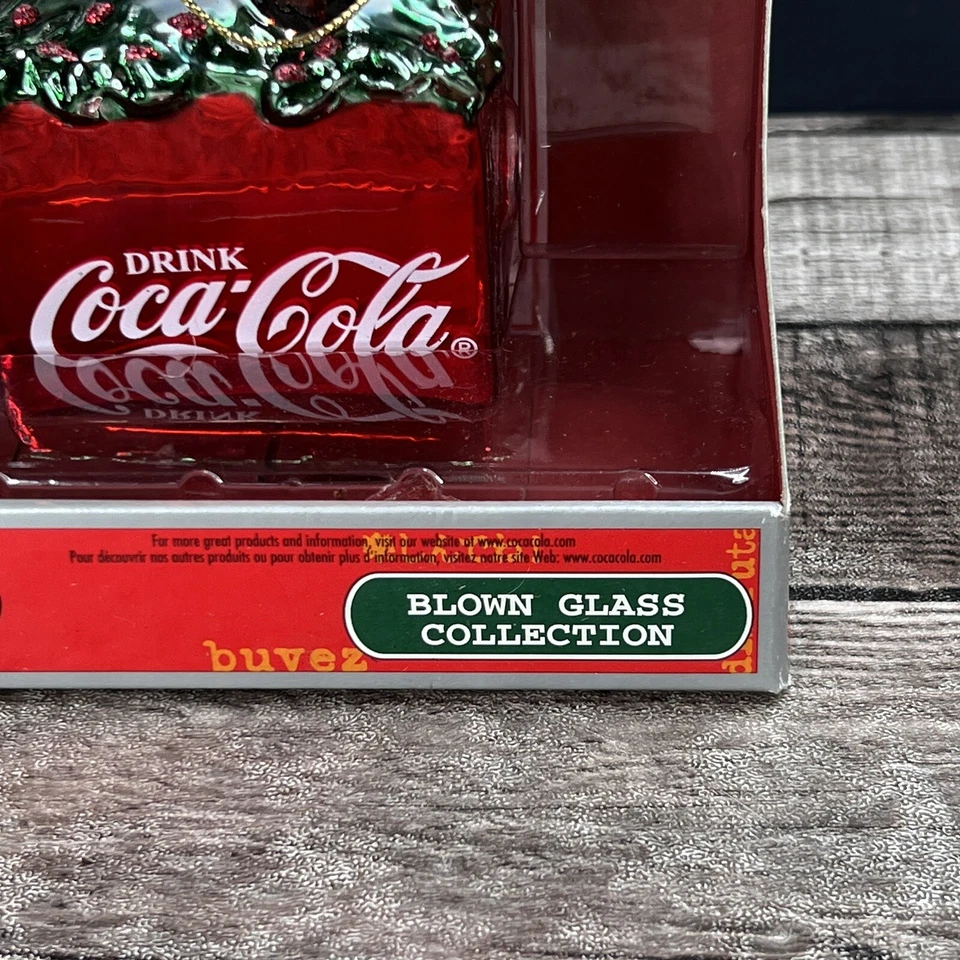 DRINK
Coca-Cola®
For more great products and information, visit our website at www.cocacola.com
Pour découvrir nos autres produits ou pour obtenir plus d'information, visitez notre site Web: www.cocacola.com
BLOWN GLASS
COLLECTION
buvez